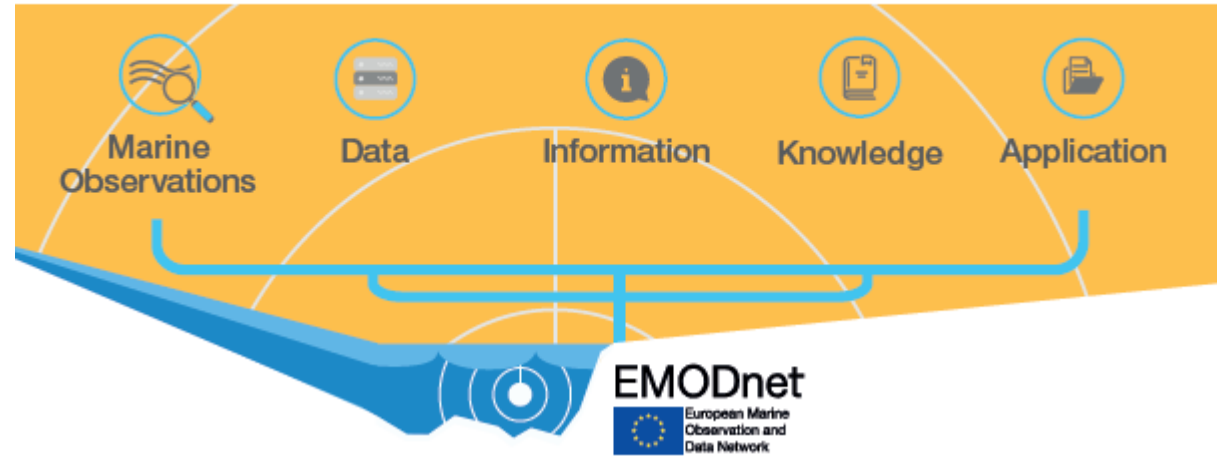 Marine
Observations
Data
Information
Knowledge
Application
EMODnet
European Marine
Observation and
Data Network